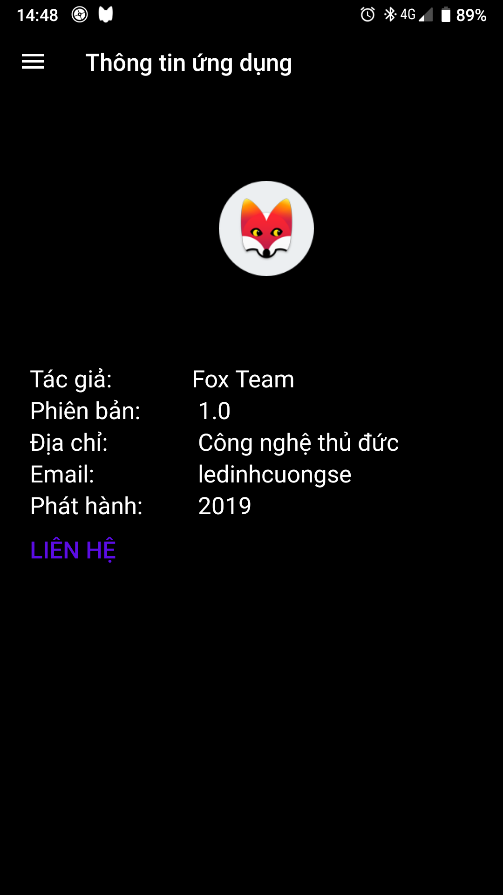 14:48 4G 89%
Thông tin ứng dụng
Tác giả: Fox Team
Phiên bản: 1.0
Địa chỉ: Công nghệ thủ đức
Email: ledinhcuongse
Phát hành: 2019
LIÊN HỆ